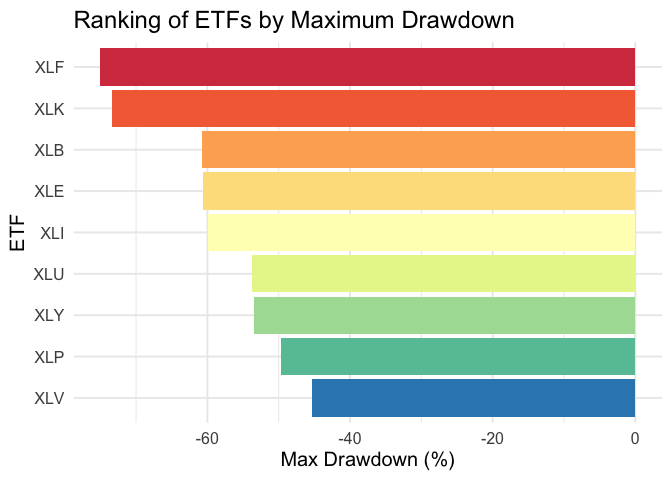 Ranking of ETFs by Maximum Drawdown
ETF
XLF
XLK
XLB
XLE
XLI
XLU
XLY
XLP
XLV
-60 -40 -20 0
Max Drawdown (%)